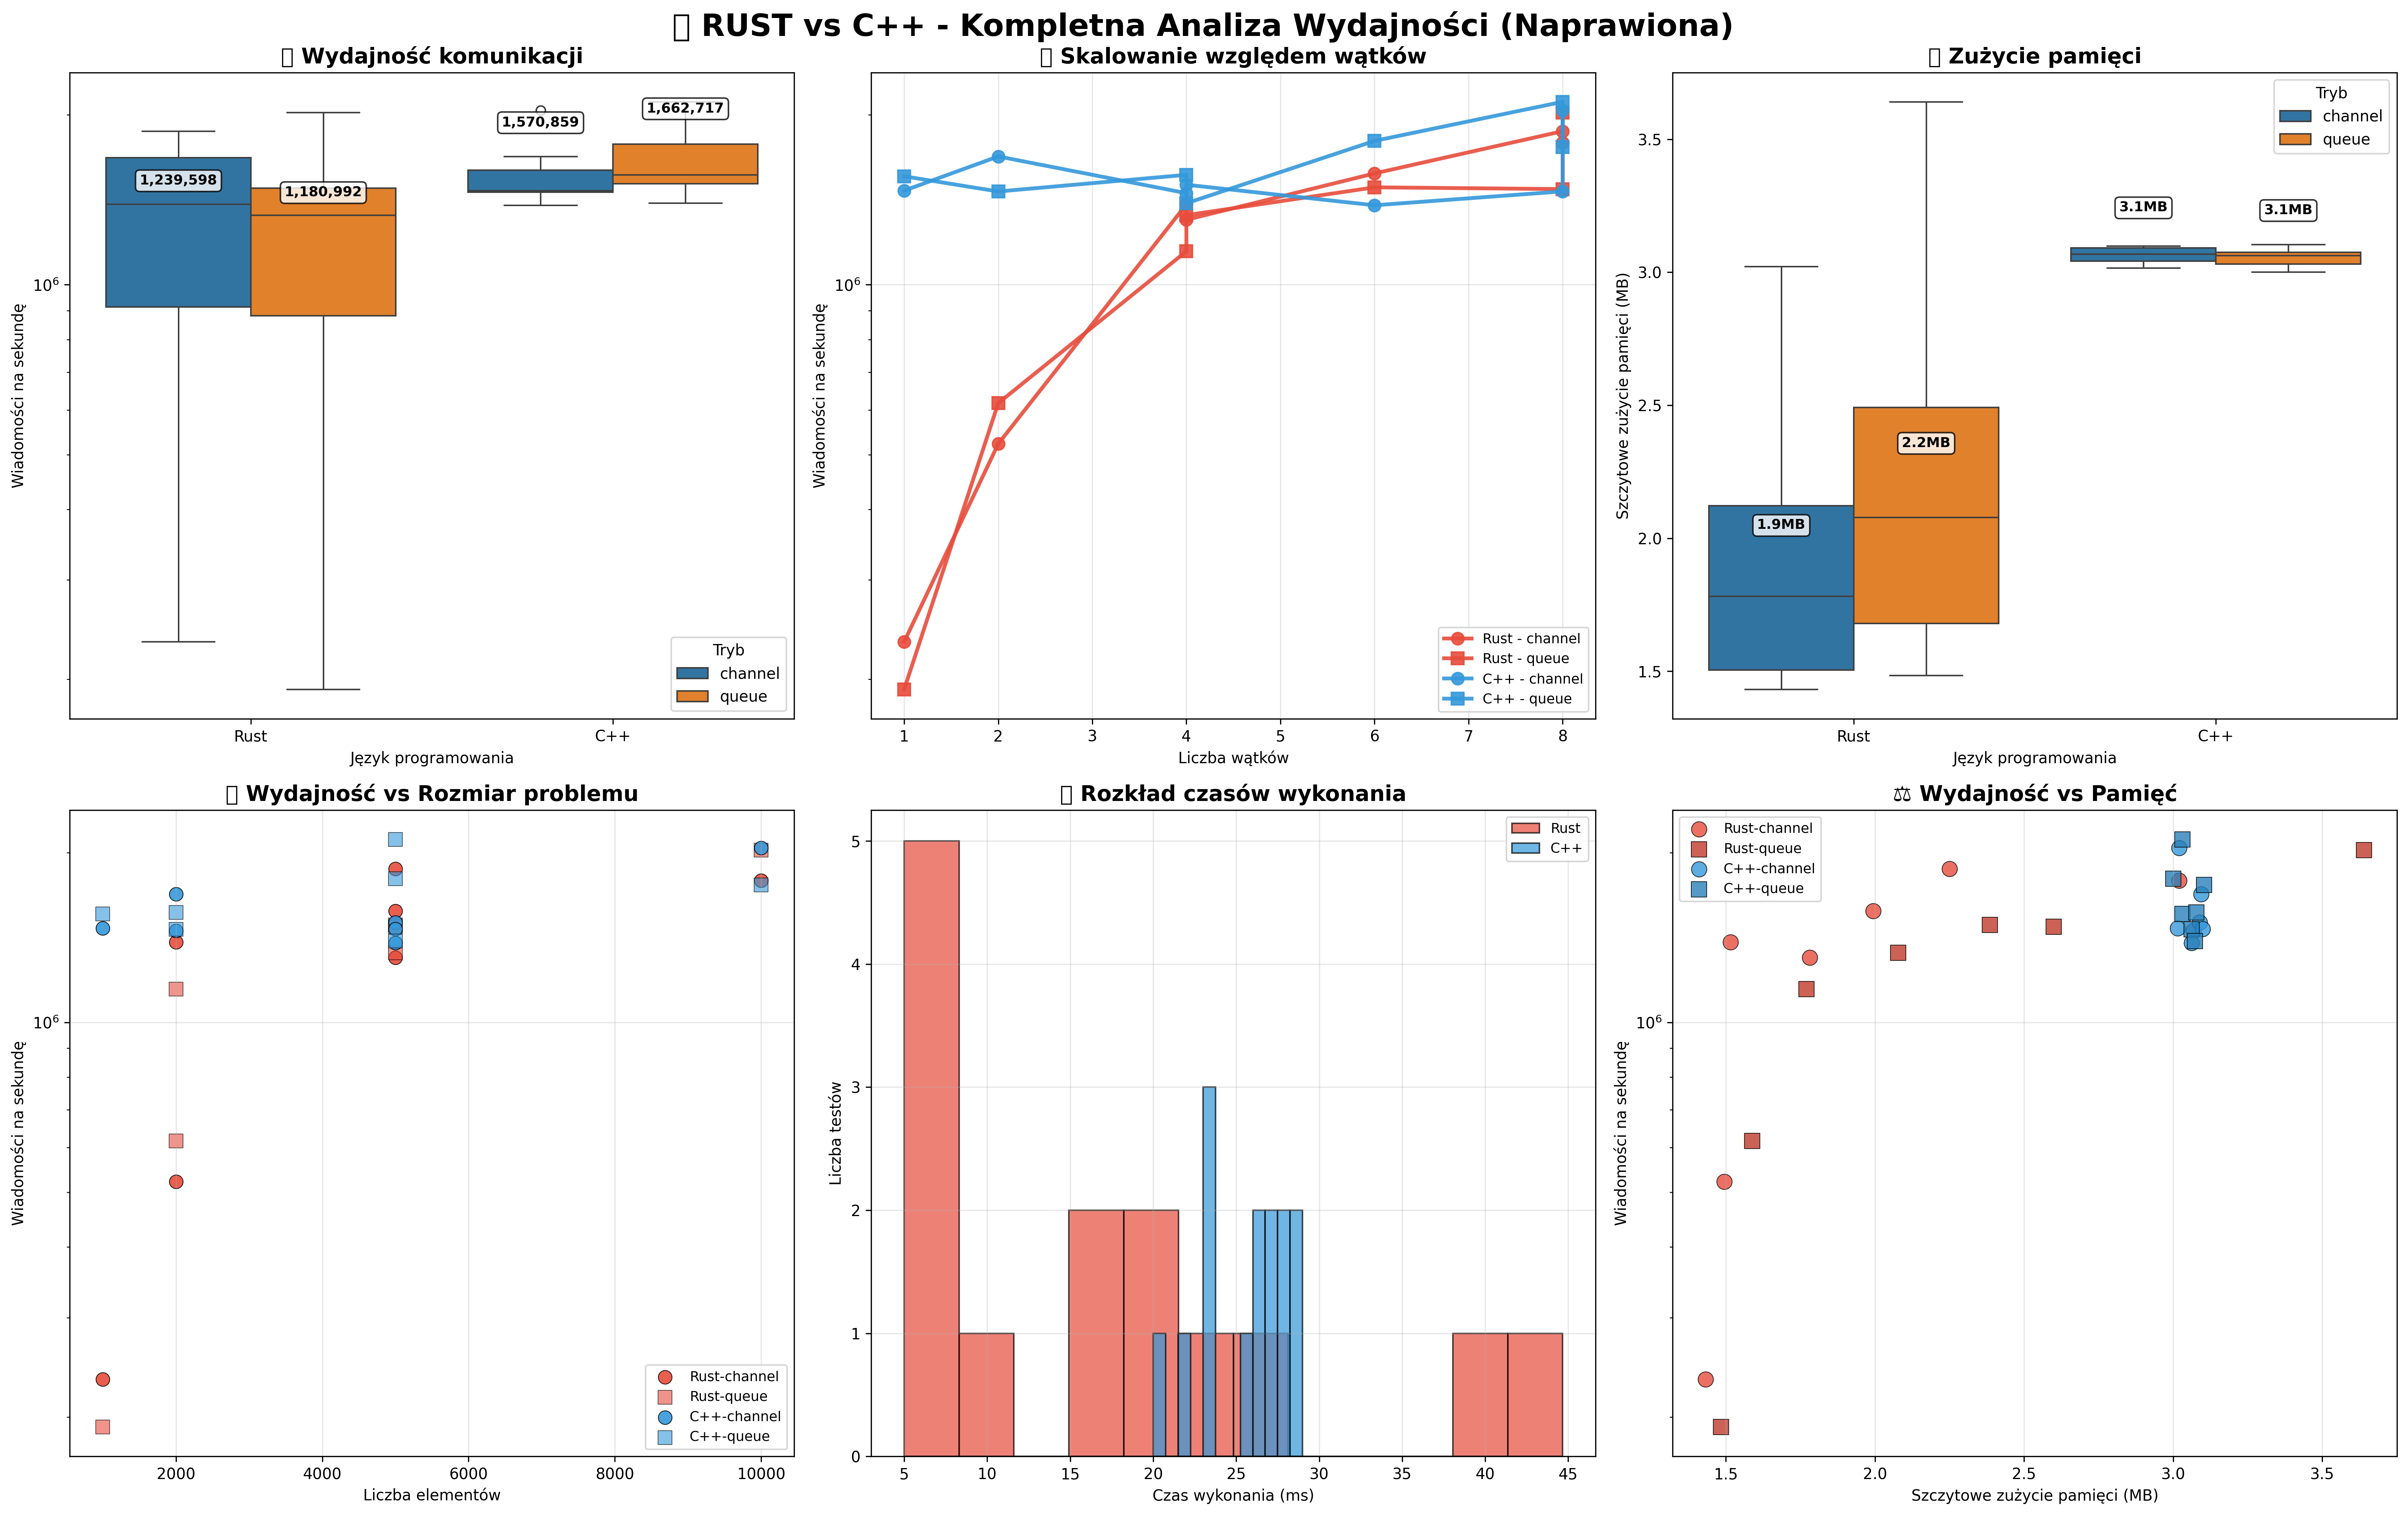 RUST vs C++ - Kompletna Analiza Wydajności (Naprawiona)
Wydajność komunikacji
1,239,598
1,180,992
1,570,859
1,662,717
10⁶
Wiadomości na sekundę
Tryb
channel
queue
Rust
C++
Język programowania
Skalowanie względem wątków
10⁶
Wiadomości na sekundę
Rust - channel
Rust - queue
C++ - channel
C++ - queue
1 2 3 4 5 6 7 8
Liczba wątków
Zużycie pamięci
Tryb
channel
queue
3.5
3.0
2.5
2.0
1.5
Szczytowe zużycie pamięci (MB)
1.9MB
2.2MB
3.1MB
3.1MB
Rust
C++
Język programowania
Wydajność vs Rozmiar problemu
10⁶
Wiadomości na sekundę
Rust-channel
Rust-queue
C++-channel
C++-queue
2000 4000 6000 8000 10000
Liczba elementów
Rozkład czasów wykonania
Rust
C++
5
4
3
2
1
0
Liczba testów
5 10 15 20 25 30 35 40 45
Czas wykonania (ms)
⚖ Wydajność vs Pamięć
Rust-channel
Rust-queue
C++-channel
C++-queue
10⁶
Wiadomości na sekundę
1.5 2.0 2.5 3.0 3.5
Szczytowe zużycie pamięci (MB)